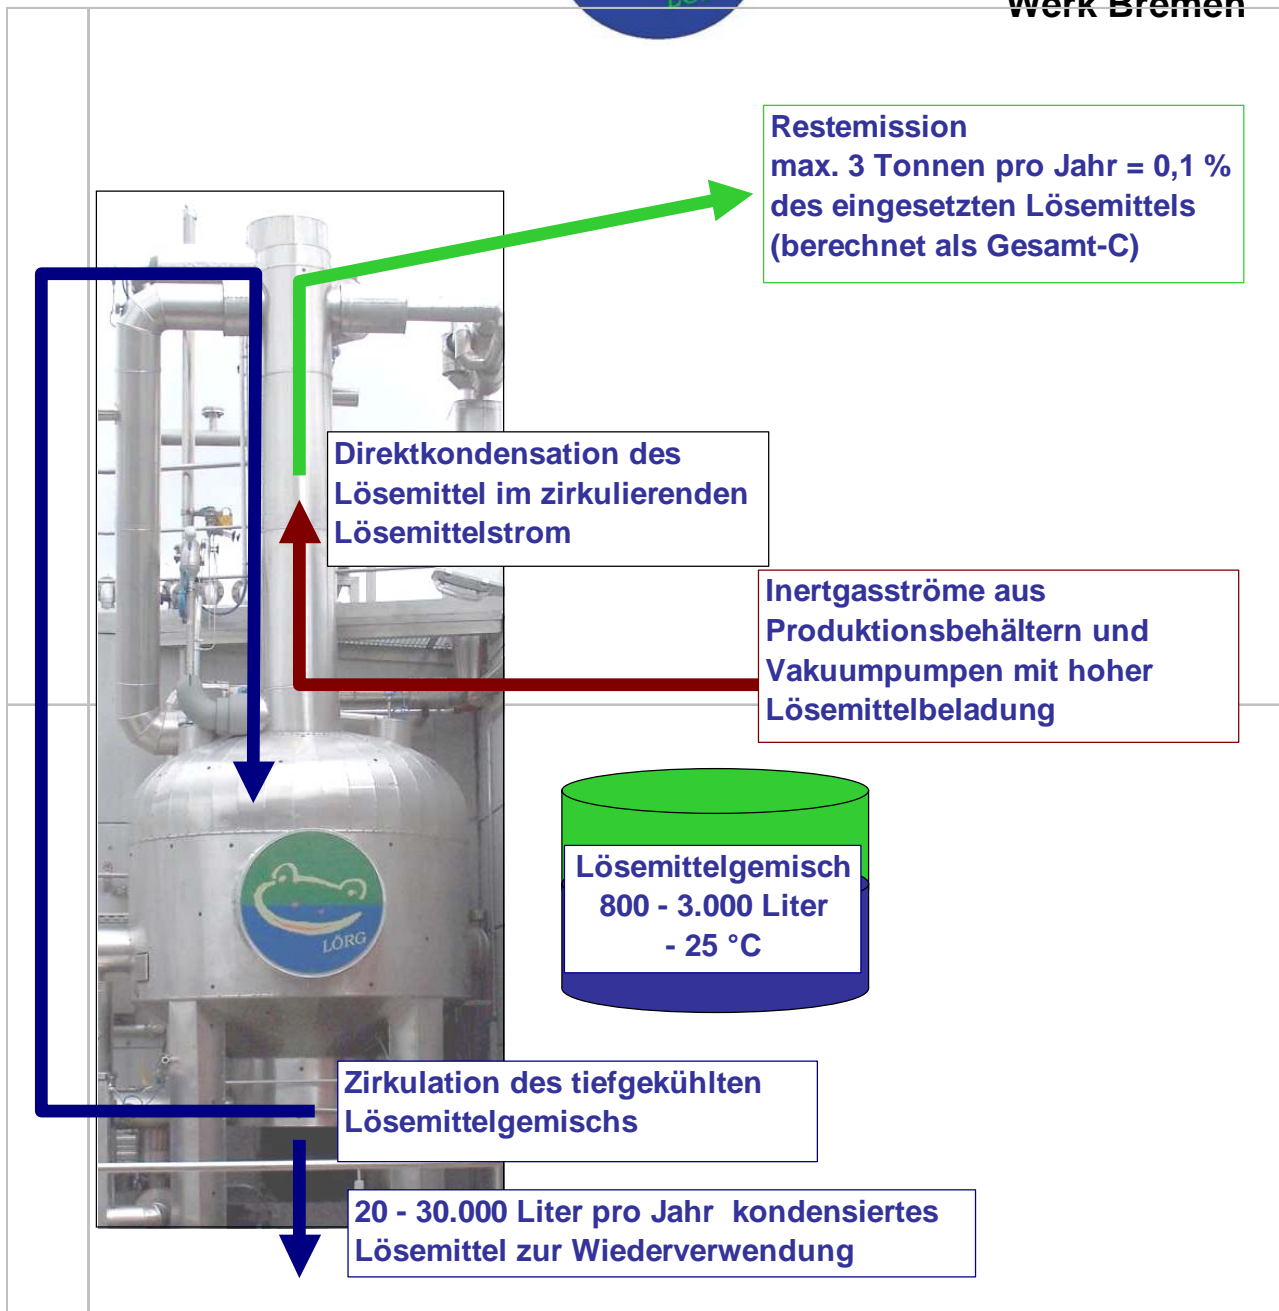 Werk Bremen
Restemission
max. 3 Tonnen pro Jahr = 0,1 %
des eingesetzten Lösemittels
(berechnet als Gesamt-C)
Direktkondensation des
Lösemittel im zirkulierenden
Lösemittelstrom
Inertgasströme aus
Produktionsbehältern und
Vakuumpumpen mit hoher
Lösemittelbeladung
Lösemittelgemisch
800 - 3.000 Liter
- 25 °C
LÖRG
Zirkulation des tiefgekühlten
Lösemittelgemischs
20 - 30.000 Liter pro Jahr kondensiertes
Lösemittel zur Wiederverwendung